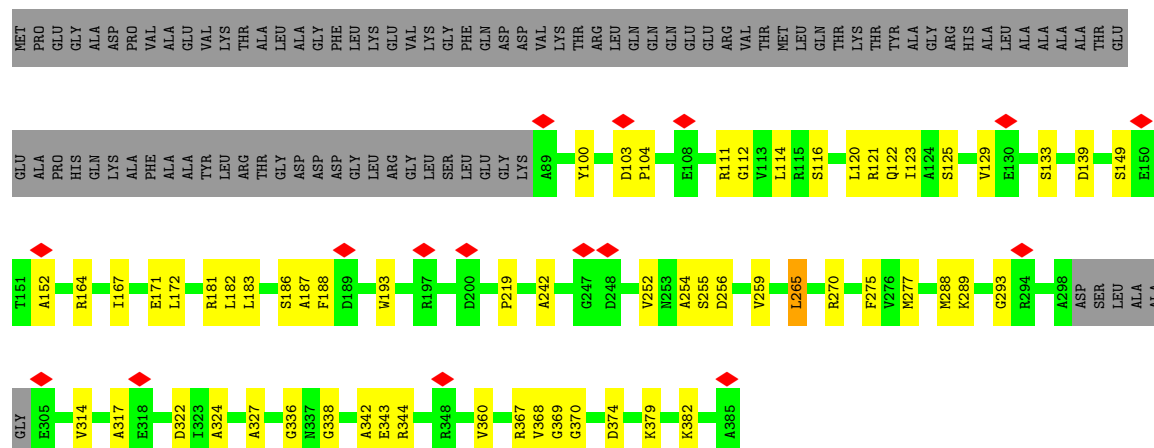 MET PRO GLU GLY ALA ASP PRO VAL ALA GLU VAL LYS THR ALA LEU ALA GLY PHE LEU LYS GLU VAL LYS GLY PHE GLN ASP ASP VAL LYS THR ARG LEU GLN GLN GLN GLU GLU ARG VAL THR MET LEU GLN THR LYS THR TYR ALA GLY ARG HIS ALA LEU ALA ALA ALA ALA THR GLU
GLU ALA PRO HIS GLN LYS ALA PHE ALA ALA TYR LEU ARG THR GLY ASP ASP ASP GLY LEU ARG GLY LEU SER LEU GLU GLY LYS A89 Y100 D103 P104 E108 R111 G112 V113 L114 R115 S116 L120 R121 Q122 I123 A124 S125 V129 E130 S133 D139 S149 E150
T151 A152 R164 I167 E171 L172 R181 L182 L183 S186 A187 F188 D189 W193 R197 D200 P219 A242 G247 D248 V252 N253 A254 S255 D256 V259 L265 R270 F275 V276 M277 M288 K289 G293 R294 A298 ASP SER LEU ALA ALA
GLY E305 V314 A317 E318 D322 I323 A324 A327 G336 N337 G338 A342 E343 R344 R348 V360 R367 V368 G369 G370 D374 K379 K382 A385